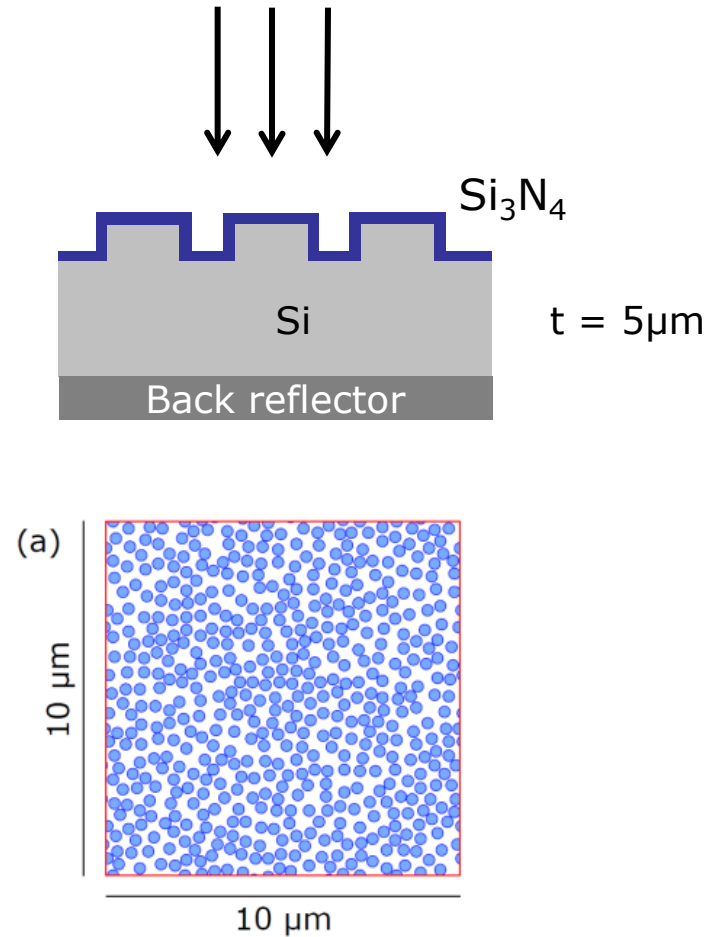 Si₃N₄
Si
t = 5μm
Back reflector
(a)
10 μm
10 μm